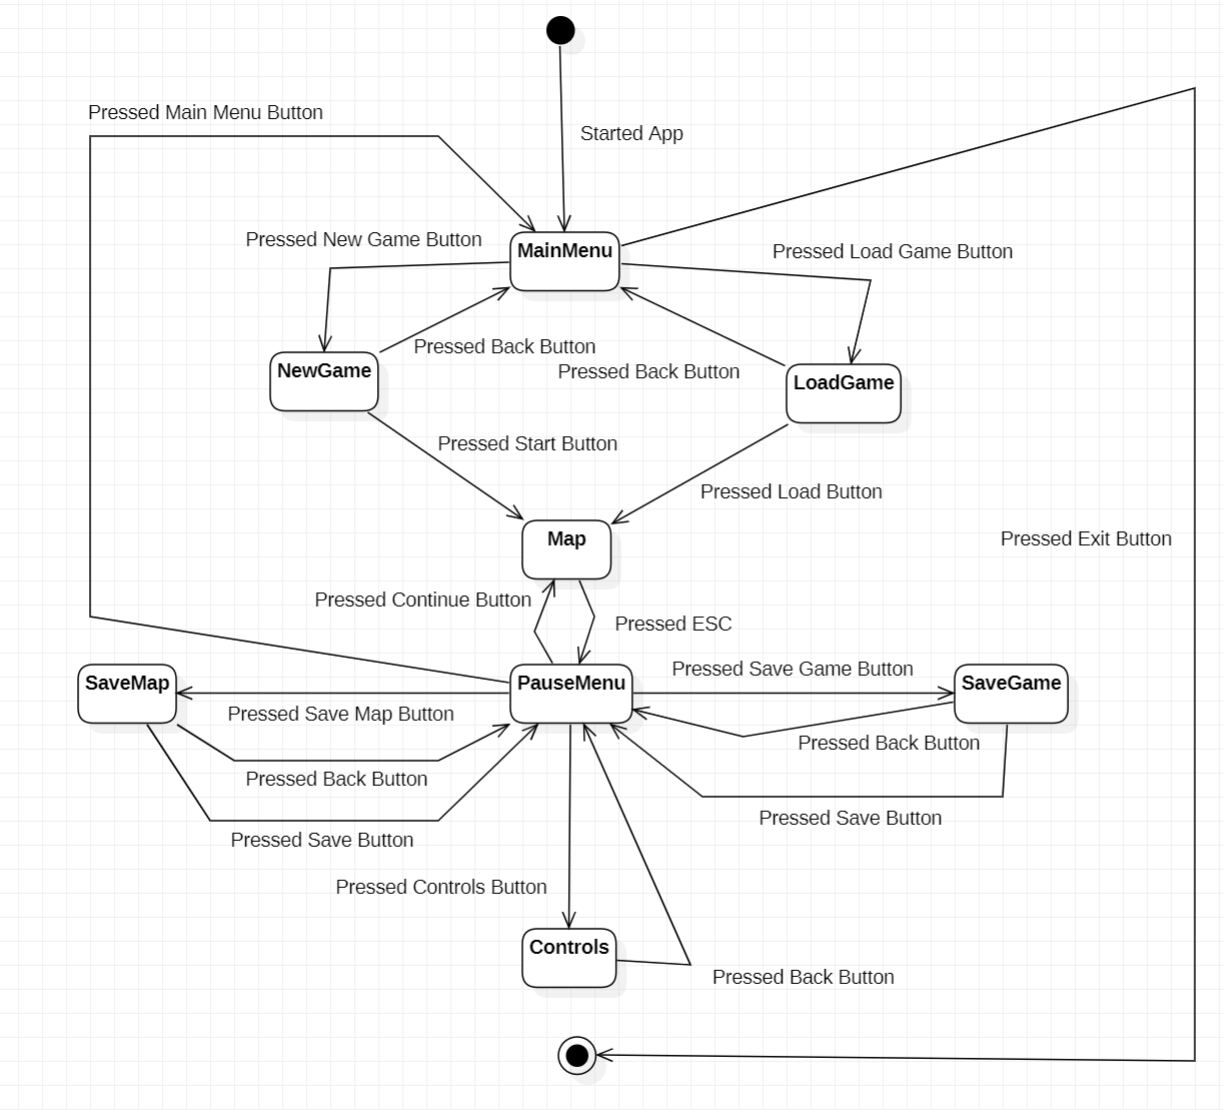 Pressed Main Menu Button
Started App
Pressed New Game Button
MainMenu
Pressed Load Game Button
Pressed Back Button
Pressed Back Button
NewGame
LoadGame
Pressed Start Button
Pressed Load Button
Map
Pressed Exit Button
Pressed Continue Button
Pressed ESC
Pressed Save Game Button
SaveMap
PauseMenu
SaveGame
Pressed Save Map Button
Pressed Back Button
Pressed Back Button
Pressed Save Button
Pressed Save Button
Pressed Controls Button
Controls
Pressed Back Button